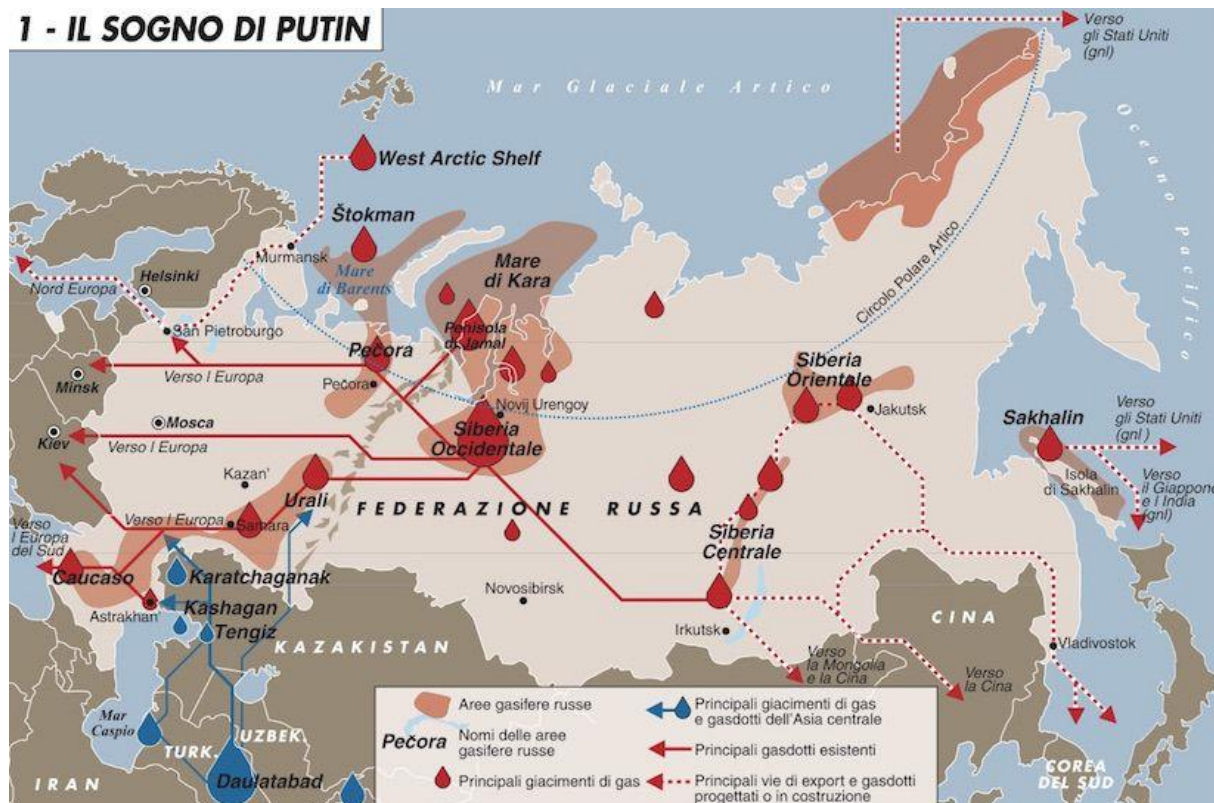 1 - IL SOGNO DI PUTIN
Verso
gli Stati Uniti
(gnl)
Mar Glaciale Artico
Oceano Pacifico
West Arctic Shelf
Štokman
Murmansk
Mare
di Barents
Mare
di Kara
Circolo Polare Artico
Helsinki
Nord Europa
San Pietroburgo
Penisola
di Jamal
Pečora
Pečora
Verso l Europa
Minsk
Mosca
Kiev
Verso l Europa
Novij Urengoy
Siberia
Occidentale
Siberia
Orientale
Jakutsk
Sakhalin
Verso
gli Stati Uniti
(gnl )
Isola
di Sakhalin
Verso
il Giappone
e l India
(gnl)
Kazan'
Urali
FEDERAZIONE RUSSA
Verso l Europa
Samara
Verso
l Europa
del Sud
Siberia
Centrale
Caucaso
Karatchaganak
Astrakhan'
Kashagan
Tengiz
Novosibirsk
Irkutsk
KAZAKISTAN
CINA
Vladivostok
Verso
la Mongolia
e la Cina
Verso
la Cina
Mar
Caspio
TURK.
UZBEK.
Daulatabad
IRAN
COREA
DEL SUD
Aree gasifere russe
Pečora
Nomi delle aree
gasifere russe
Principali giacimenti di gas
Principali giacimenti di gas
e gasdotti dell'Asia centrale
Principali gasdotti esistenti
Principali vie di export e gasdotti
progettati o in costruzione